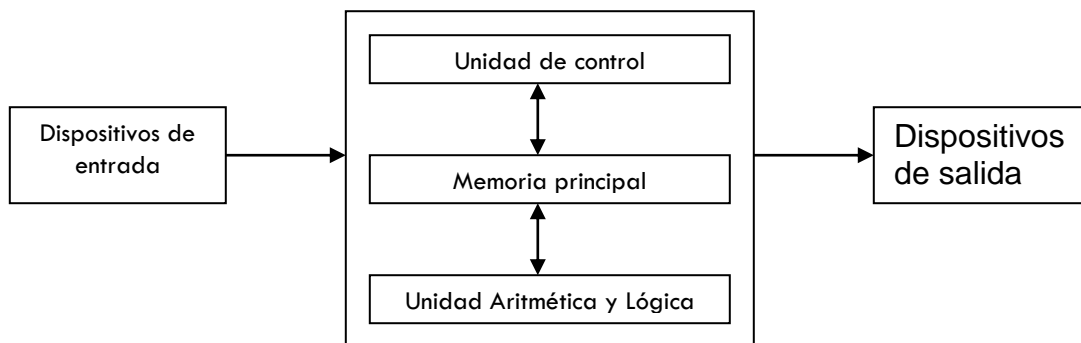 Unidad de control
Dispositivos de
entrada
Memoria principal
Dispositivos
de salida
Unidad Aritmética y Lógica